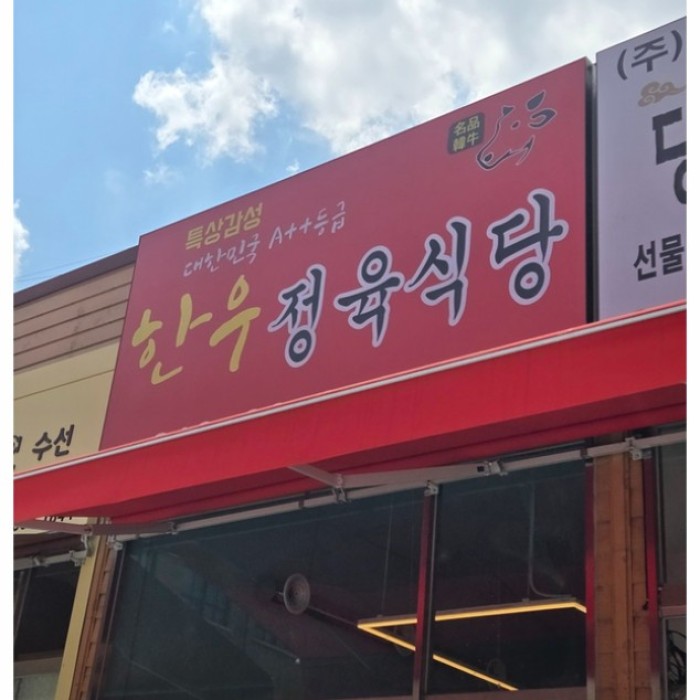 名品
韓牛
특상감성
대한민국 A++등급
한우정육식당
(주)
선물
수선